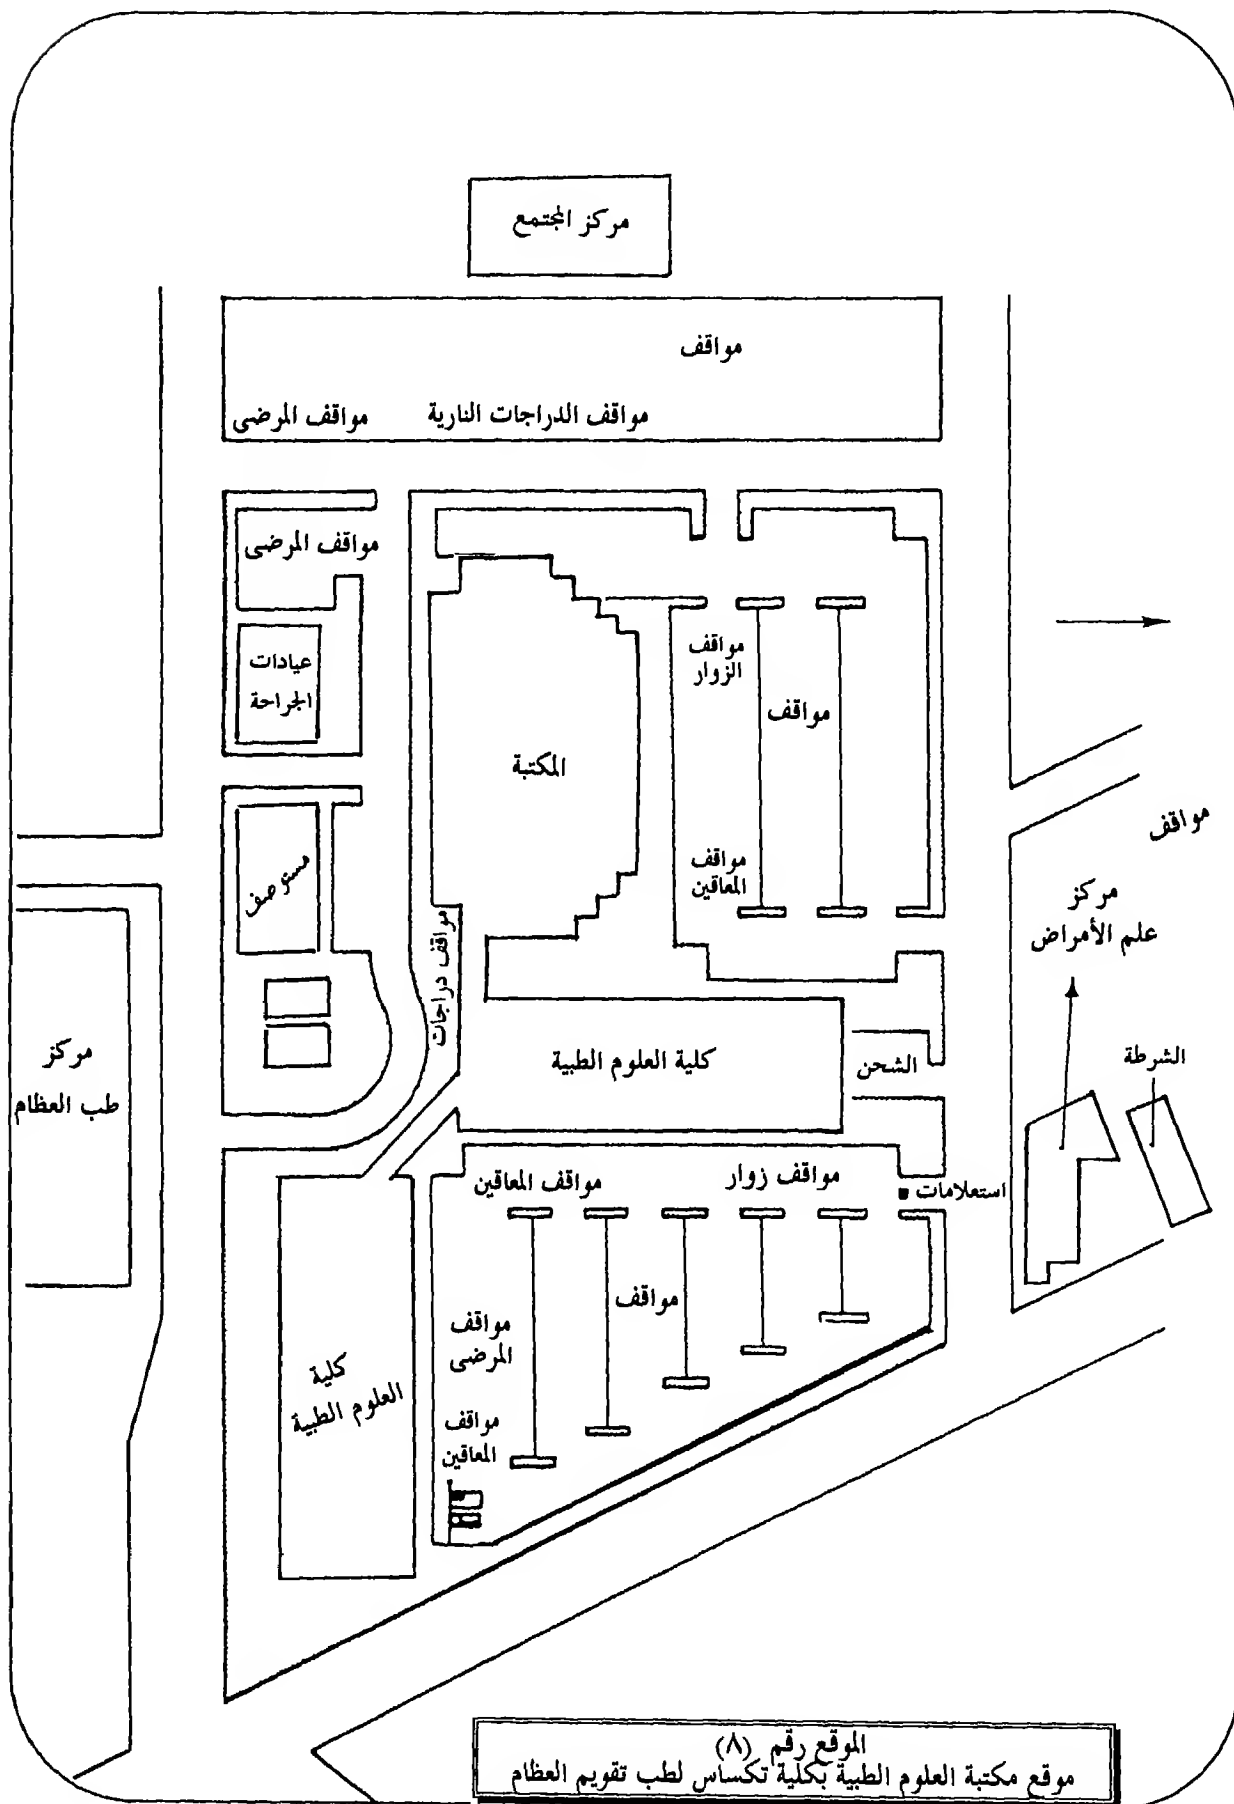 مركز المجتمع
مواقف
مواقف الدراجات النارية
مواقف المرضى
مواقف المرضى
عيادات
الجراحة
مواقف
الزوار
مواقف
المكتبة
مواقف
المعاقين
مستوصف
مواقف دراجات
مواقف
مركز
علم الأمراض
الشرطة
مركز
طب العظام
كلية العلوم الطبية
الشحن
استعلامات
مواقف زوار
مواقف المعاقين
مواقف
مواقف
المرضى
مواقف
المعاقين
كلية
العلوم الطبية
الموقع رقم (٨)
موقع مكتبة العلوم الطبية بكلية تكساس لطب تقويم العظام